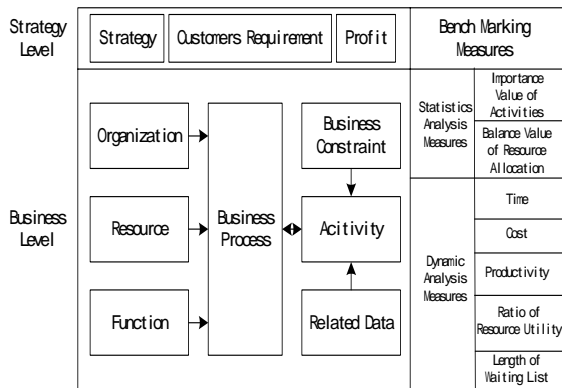 Strategy
Level
Strategy
Customers Requirement
Profit
Bench Marking
Measures
Business
Level
Organization
Resource
Function
Business
Process
Business
Constraint
Acitivity
Related Data
Statistics
Analysis
Measures
Importance
Value of
Activities
Balance Value
of Resource
Allocation
Dynamic
Analysis
Measures
Time
Cost
Productivity
Ratio of
Resource Utility
Length of
Waiting List